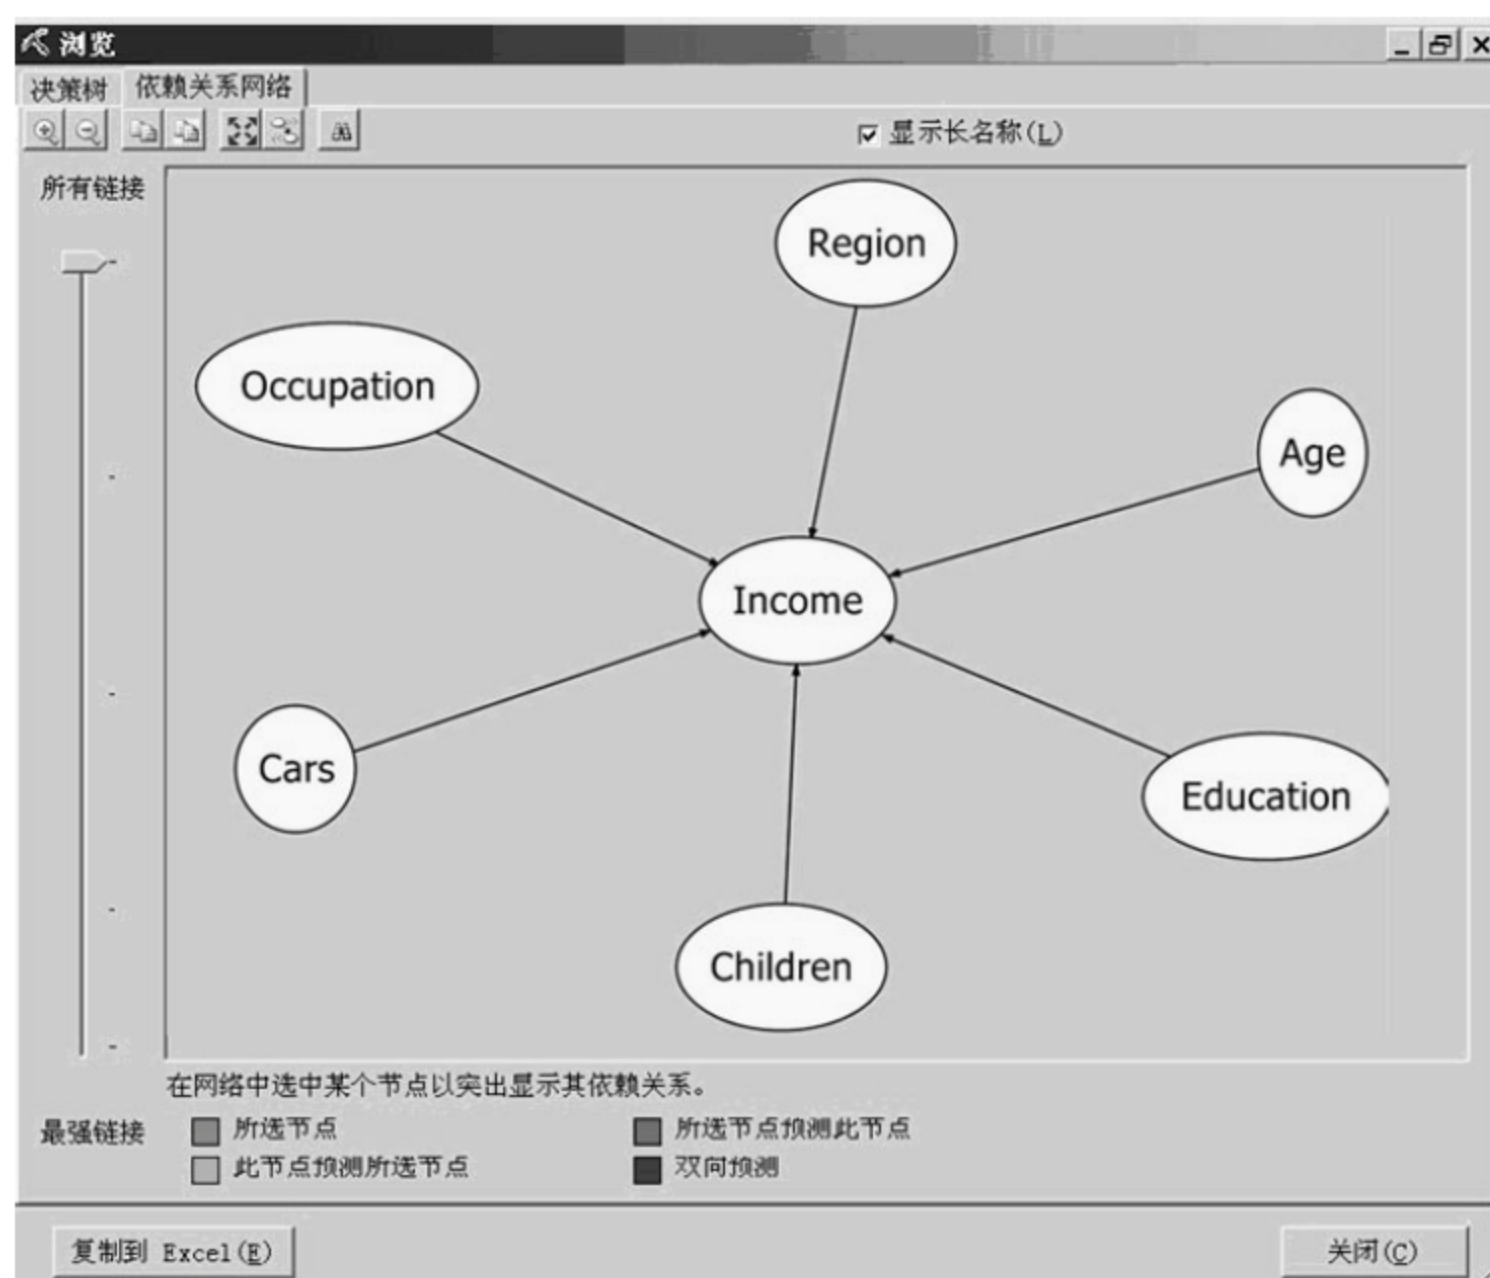 浏览
决策树 依赖关系网络
显示长名称(L)
所有链接
Region
Occupation
Age
Income
Cars
Education
Children
在网络中选中某个节点以突出显示其依赖关系。
最强链接 所选节点 所选节点预测此节点
此节点预测所选节点 双向预测
复制到 Excel(E) 关闭(C)